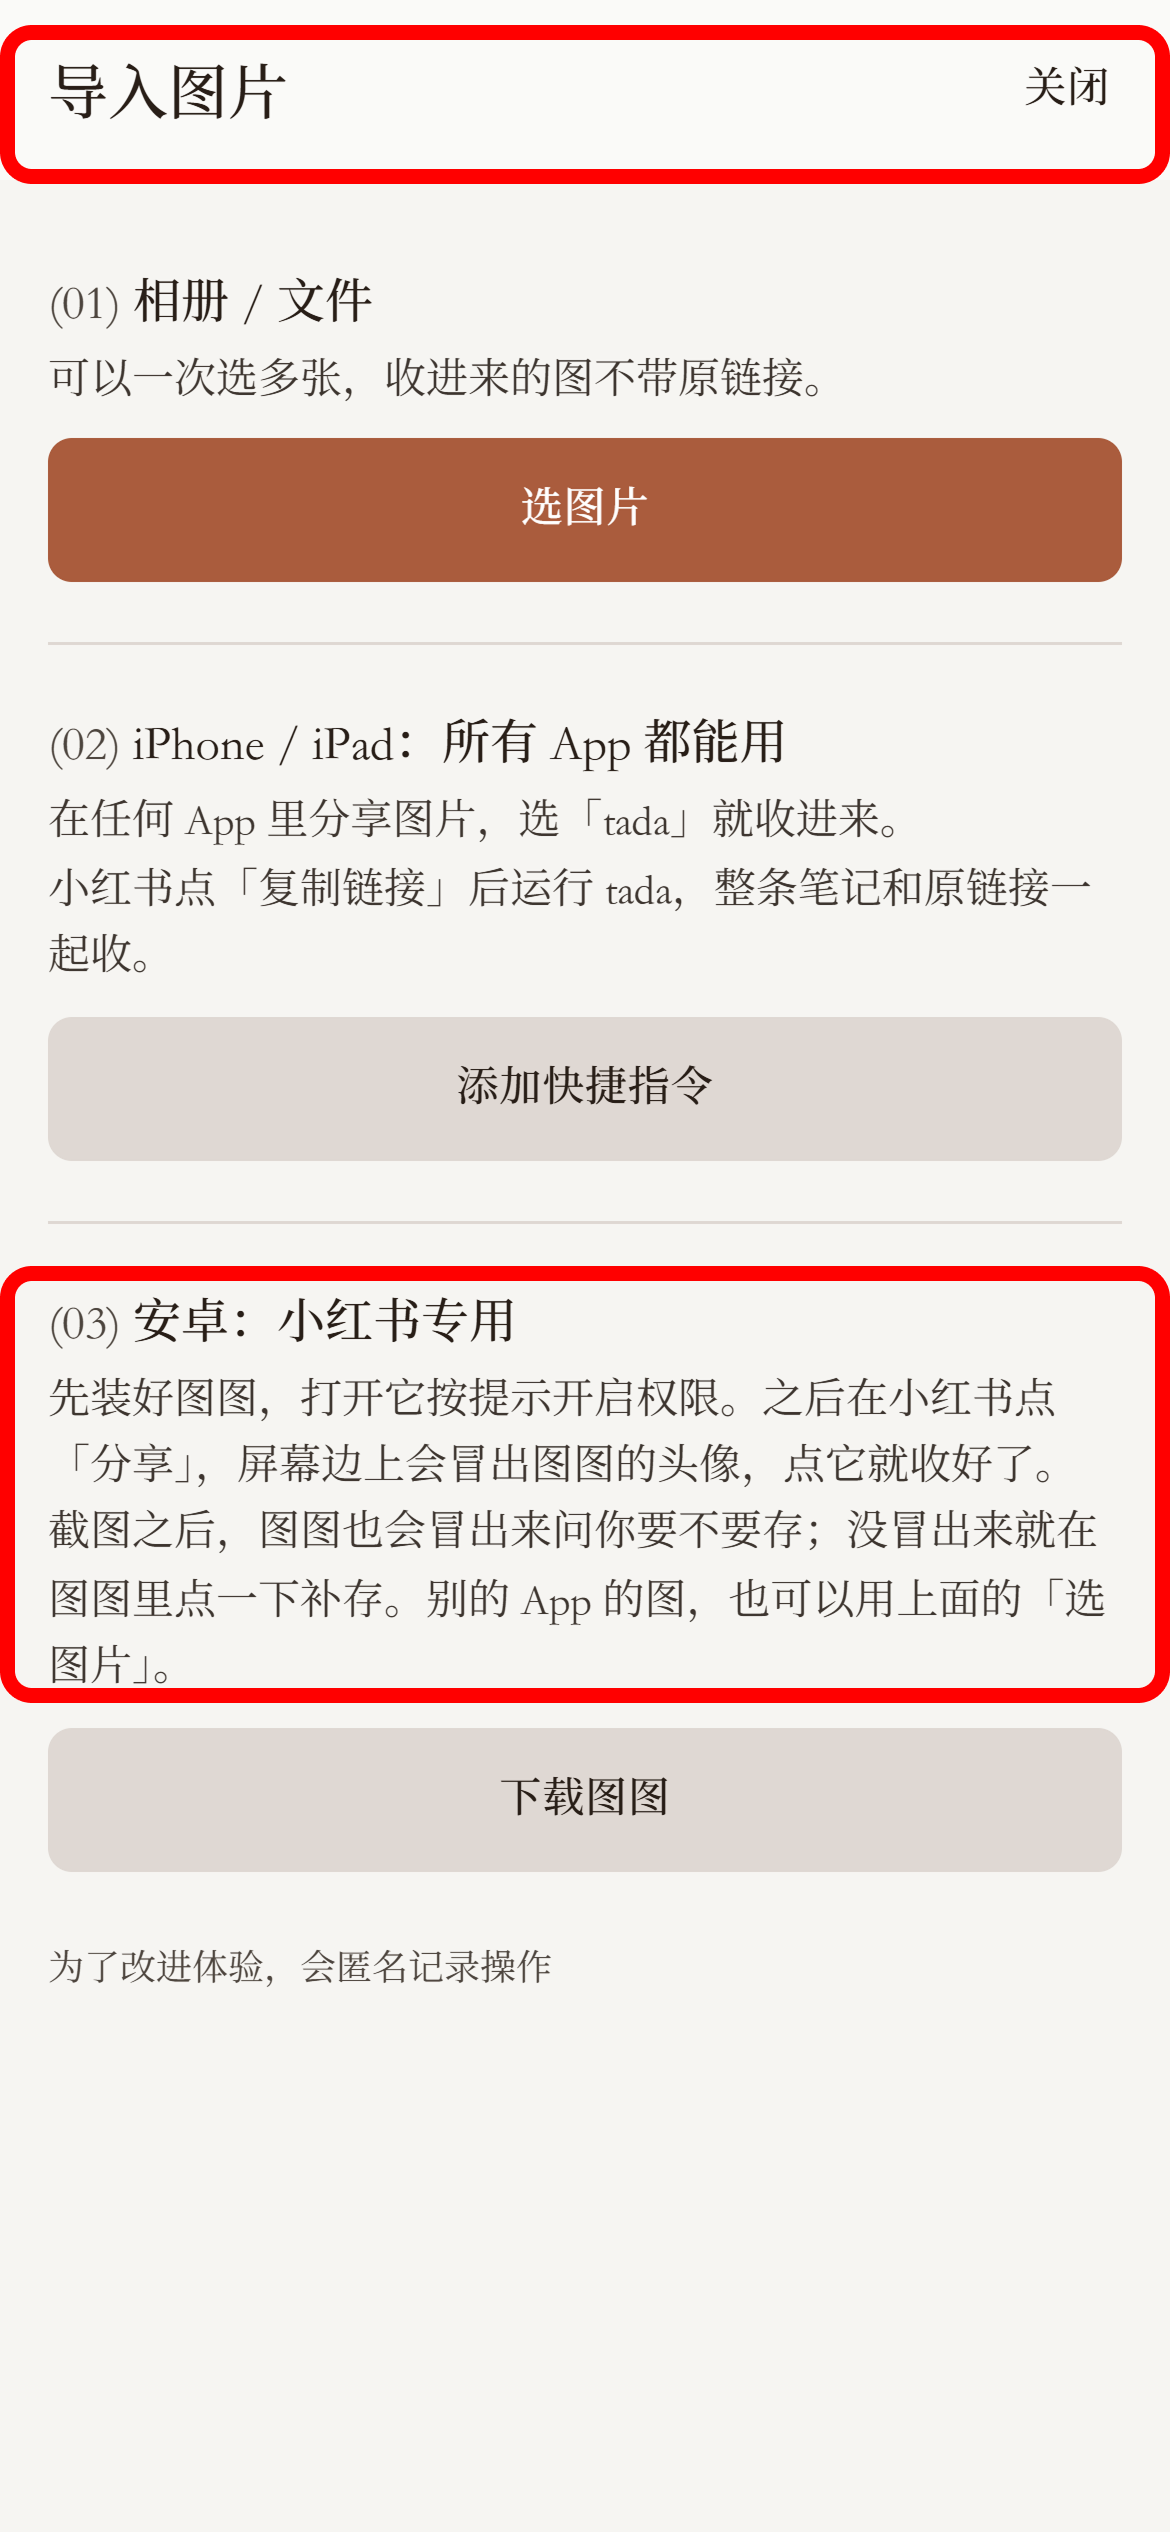 导入图片
关闭
(01) 相册 / 文件
可以一次选多张，收进来的图不带原链接。
选图片
(02) iPhone / iPad：所有 App 都能用
在任何 App 里分享图片，选「tada」就收进来。
小红书点「复制链接」后运行 tada，整条笔记和原链接一
起收。
添加快捷指令
(03) 安卓：小红书专用
先装好图图，打开它按提示开启权限。之后在小红书点
「分享」，屏幕边上会冒出图图的头像，点它就收好了。
截图之后，图图也会冒出来问你要不要存；没冒出来就在
图图里点一下补存。别的 App 的图，也可以用上面的「选
图片」。
下载图图
为了改进体验，会匿名记录操作